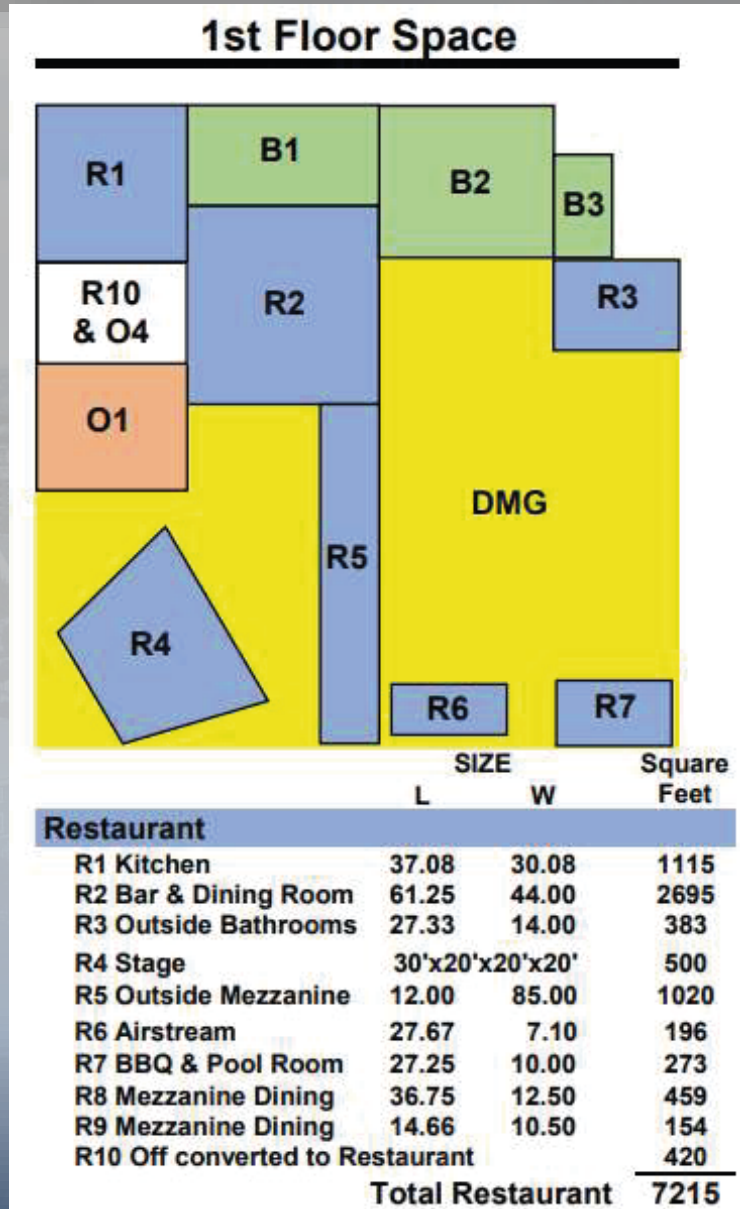 1st Floor Space
R1
B1
B2
B3
R10
& O4
R2
R3
O1
DMG
R5
R4
R6
R7
SIZE Square
L W Feet
Restaurant
R1 Kitchen 37.08 30.08 1115
R2 Bar & Dining Room 61.25 44.00 2695
R3 Outside Bathrooms 27.33 14.00 383
R4 Stage 30'x20'x20'x20' 500
R5 Outside Mezzanine 12.00 85.00 1020
R6 Airstream 27.67 7.10 196
R7 BBQ & Pool Room 27.25 10.00 273
R8 Mezzanine Dining 36.75 12.50 459
R9 Mezzanine Dining 14.66 10.50 154
R10 Off converted to Restaurant 420
Total Restaurant 7215